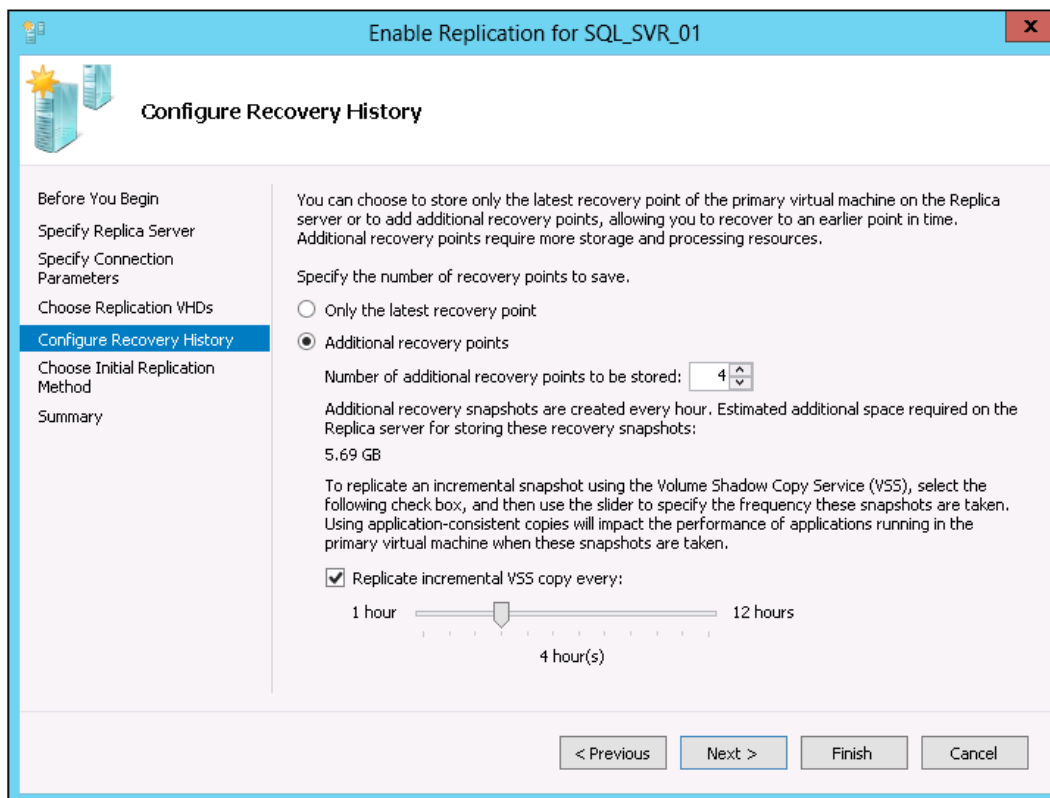 Enable Replication for SQL_SVR_01
x
Configure Recovery History
Before You Begin
Specify Replica Server
Specify Connection
Parameters
Choose Replication VHDs
Configure Recovery History
Choose Initial Replication
Method
Summary
You can choose to store only the latest recovery point of the primary virtual machine on the Replica
server or to add additional recovery points, allowing you to recover to an earlier point in time.
Additional recovery points require more storage and processing resources.
Specify the number of recovery points to save.
Only the latest recovery point
Additional recovery points
Number of additional recovery points to be stored: 4
Additional recovery snapshots are created every hour. Estimated additional space required on the
Replica server for storing these recovery snapshots:
5.69 GB
To replicate an incremental snapshot using the Volume Shadow Copy Service (VSS), select the
following check box, and then use the slider to specify the frequency these snapshots are taken.
Using application-consistent copies will impact the performance of applications running in the
primary virtual machine when these snapshots are taken.
Replicate incremental VSS copy every:
1 hour 12 hours
4 hour(s)
< Previous Next > Finish Cancel